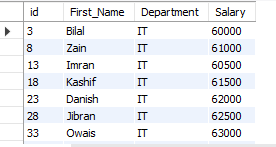 id First_Name Department Salary
3 Bilal IT 60000
8 Zain IT 61000
13 Imran IT 60500
18 Kashif IT 61500
23 Danish IT 62000
28 Jibran IT 62500
33 Owais IT 63000